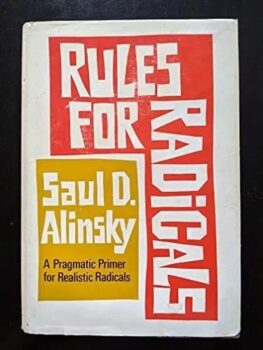 RULES
FOR
RADICALS
Saul D.
Alinsky
A Pragmatic Primer
for Realistic Radicals